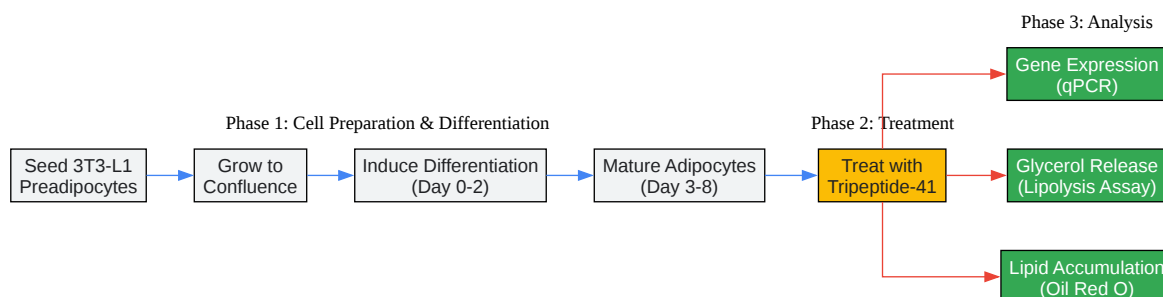 Phase 3: Analysis
Gene Expression
(qPCR)
Phase 1: Cell Preparation & Differentiation
Phase 2: Treatment
Seed 3T3-L1
Preadipocytes
Grow to
Confluence
Induce Differentiation
(Day 0-2)
Mature Adipocytes
(Day 3-8)
Treat with
Tripeptide-41
Glycerol Release
(Lipolysis Assay)
Lipid Accumulation
(Oil Red O)